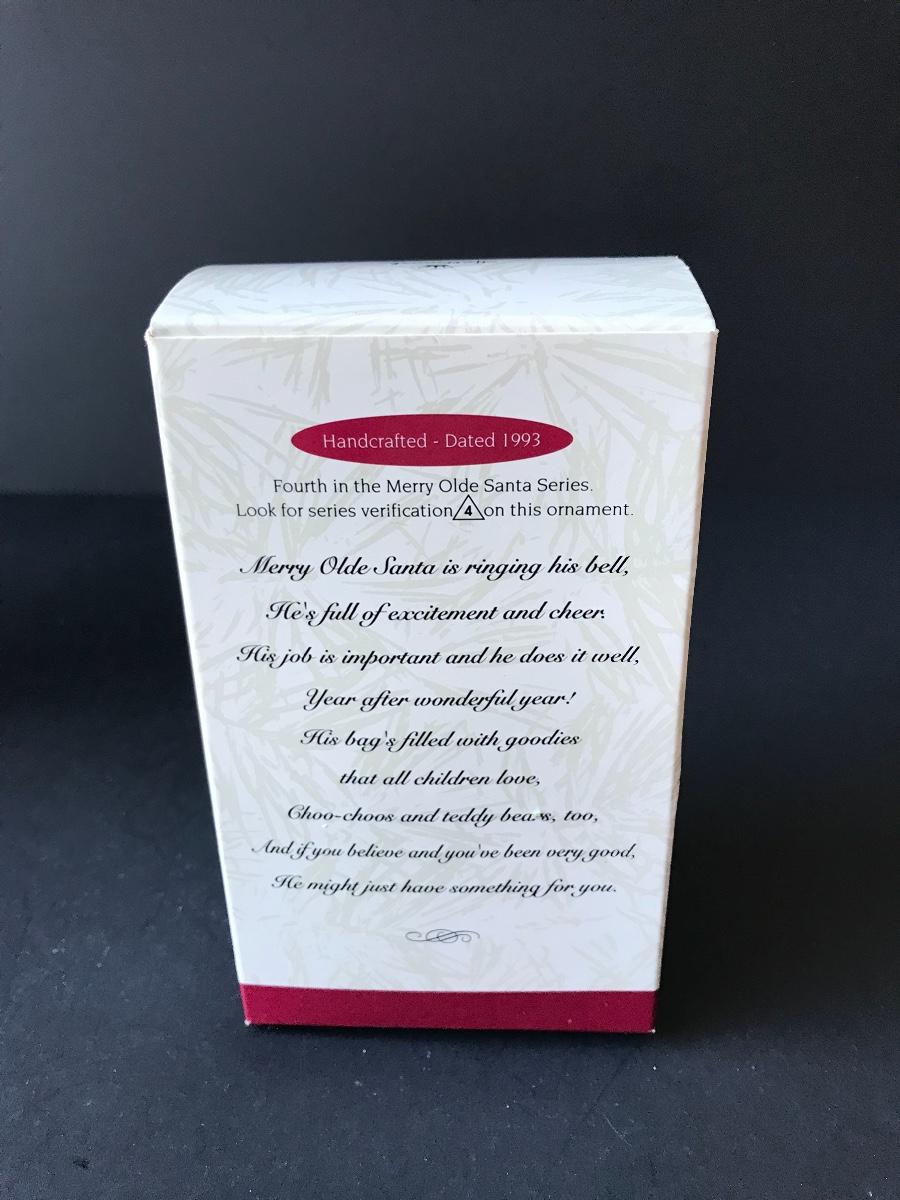 Handcrafted - Dated 1993
Fourth in the Merry Olde Santa Series.
Look for series verification 4 on this ornament.
Merry Olde Santa is ringing his bell,
He's full of excitement and cheer.
His job is important and he does it well,
Year after wonderful year!
His bag's filled with goodies
that all children love,
Choo-choos and teddy bears, too,
And if you believe and you've been very good,
He might just have something for you.